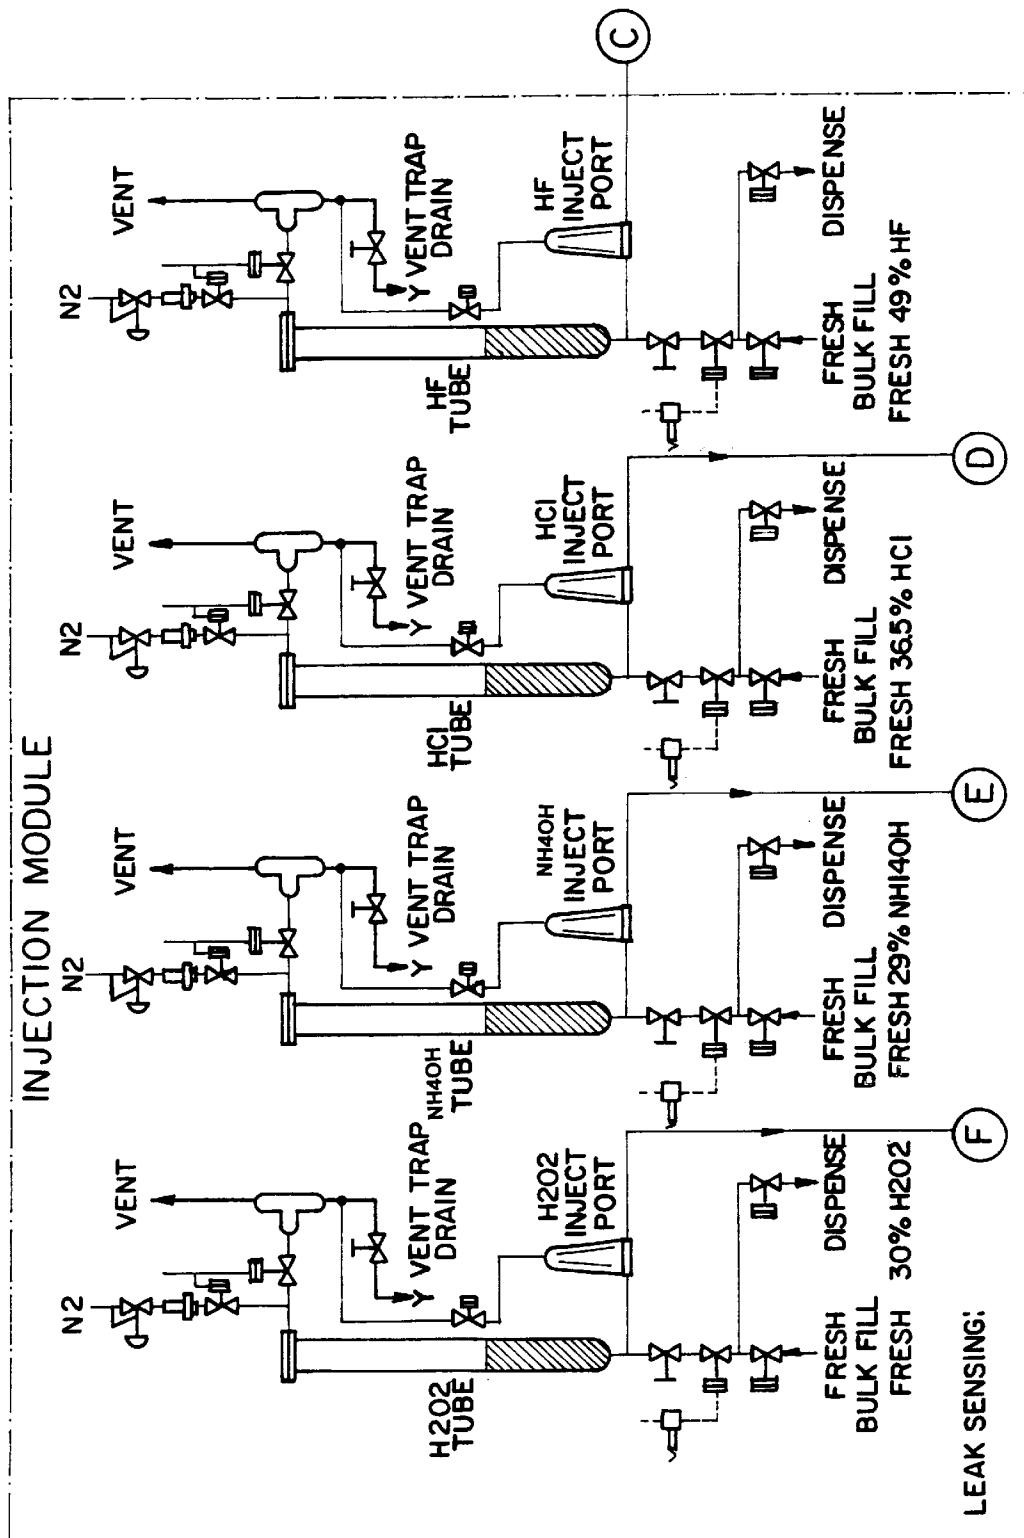 INJECTION MODULE
N2
VENT
H2O2
TUBE
VENT TRAP
DRAIN
H2O2
INJECT
PORT
FRESH
BULK FILL
FRESH 30% H2O2
DISPENSE
F
N2
VENT
NH4OH
TUBE
VENT TRAP
DRAIN
NH4OH
INJECT
PORT
FRESH
BULK FILL
FRESH 29% NH14OH
DISPENSE
E
N2
VENT
HCl
TUBE
VENT TRAP
DRAIN
HCl
INJECT
PORT
FRESH
BULK FILL
FRESH 36.5% HCl
DISPENSE
D
N2
VENT
HF
TUBE
VENT TRAP
DRAIN
HF
INJECT
PORT
FRESH
BULK FILL
FRESH 49% HF
DISPENSE
C
LEAK SENSING: